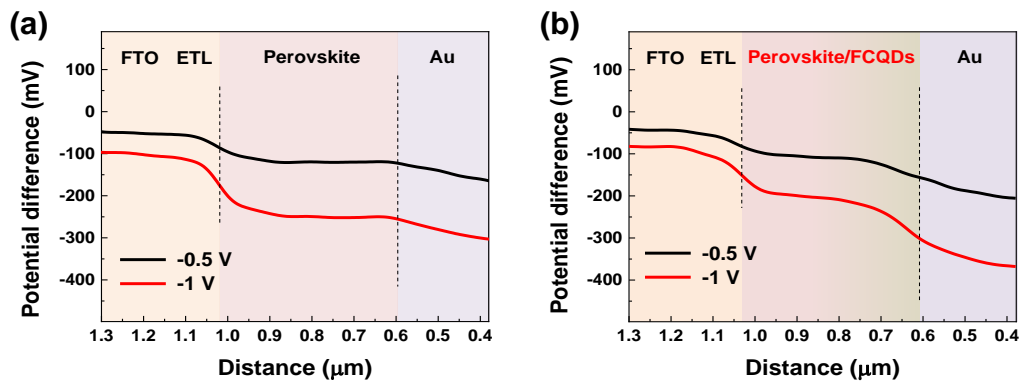 (a)
FTO ETL Perovskite Au
Potential difference (mV)
100
0
-100
-200
-300
-400
-0.5 V
-1 V
1.3 1.2 1.1 1.0 0.9 0.8 0.7 0.6 0.5 0.4
Distance (μm)
(b)
FTO ETL Perovskite/FCQDs Au
Potential difference (mV)
100
0
-100
-200
-300
-400
-0.5 V
-1 V
1.3 1.2 1.1 1.0 0.9 0.8 0.7 0.6 0.5 0.4
Distance (μm)